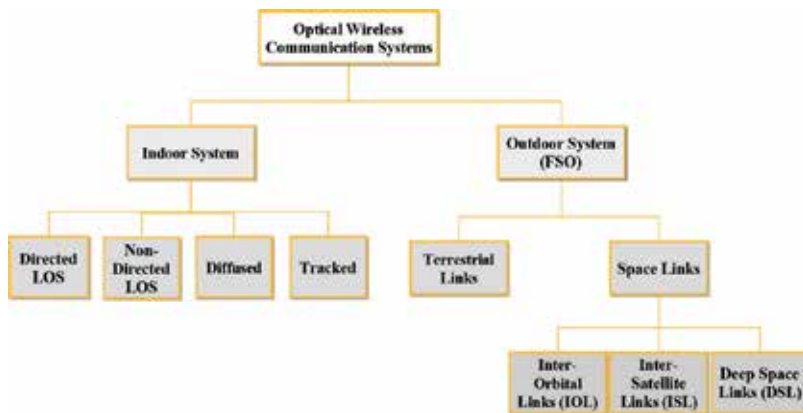 Optical Wireless
Communication Systems
Indoor System
Outdoor System
(FSO)
Directed
LOS
Non-
Directed
LOS
Diffused
Tracked
Terrestrial
Links
Space Links
Inter-
Orbital
Links (IOL)
Inter-
Satellite
Links (ISL)
Deep Space
Links (DSL)